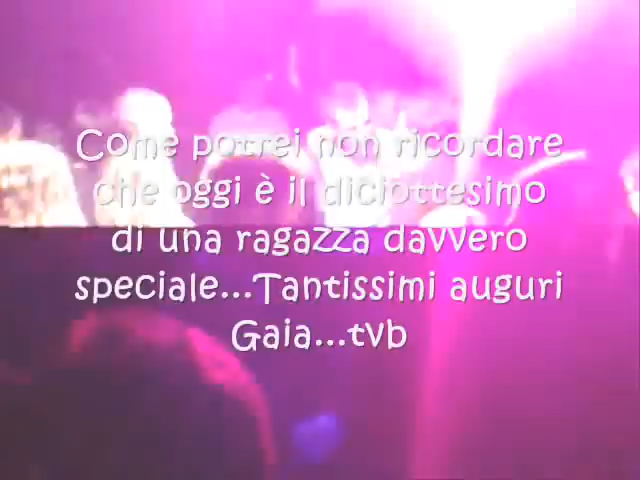 Come potrei non ricordare
che oggi è il diciottesimo
di una ragazza davvero
speciale...Tantissimi auguri
Gaia...tvb